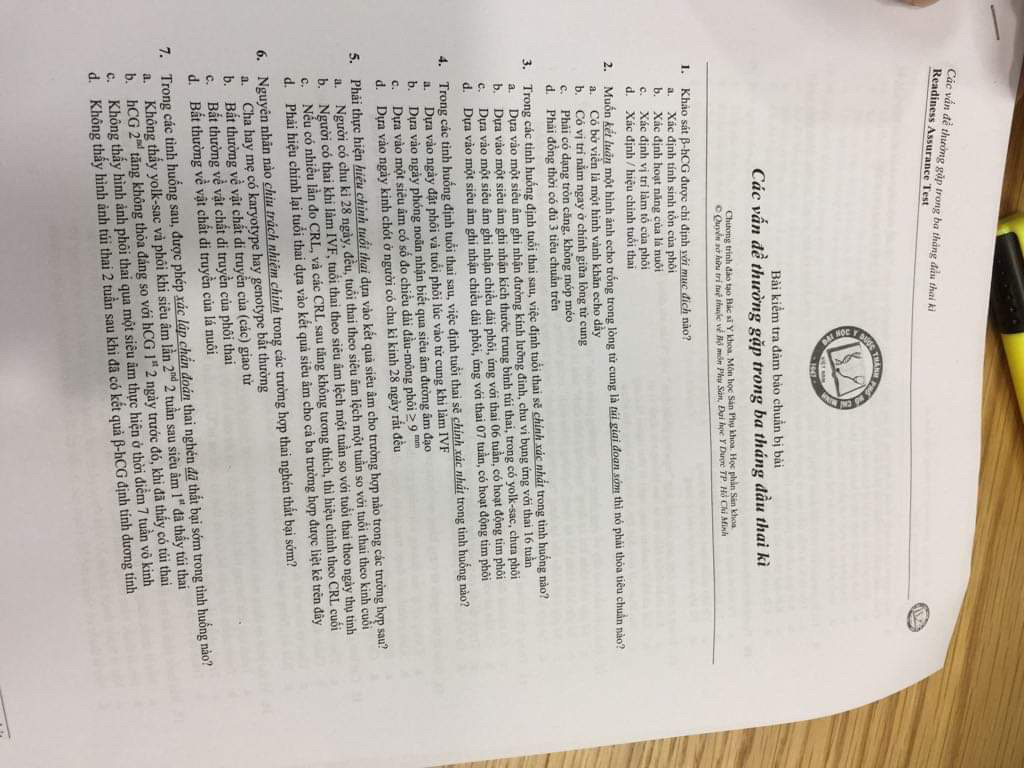 Các vấn đề thường gặp trong ba tháng đầu thai kì
Readiness Assurance Test
ĐẠI HỌC Y DƯỢC THÀNH PHỐ HỒ CHÍ MINH
Bài kiểm tra đảm bảo chuẩn bị bài
Các vấn đề thường gặp trong ba tháng đầu thai kì
Chương trình đào tạo Bác sĩ Y khoa. Môn học Sản Phụ khoa. Học phần Sản khoa.
© Quyền sở hữu trí tuệ thuộc về Bộ môn Phụ Sản, Đại học Y Dược TP. Hồ Chí Minh
1. Khảo sát β-hCG được chỉ định với mục đích nào?
a. Xác định tình sinh tồn của phôi
b. Xác định hoạt năng của lá nuôi
c. Xác định vị trí làm tổ của phôi
d. Xác định / hiệu chỉnh tuổi thai
2. Muốn kết luận một hình ảnh echo trống trong lòng tử cung là túi thai giai đoạn sớm thì nó phải thỏa tiêu chuẩn nào?
a. Có bờ viền là một hình vành khăn echo dầy
b. Có vị trí nằm ngay ở chính giữa lòng tử cung
c. Phải có dạng tròn căng, không móp méo
d. Phải đồng thời có đủ 3 tiêu chuẩn trên
3. Trong các tình huống định tuổi thai sau, việc định tuổi thai sẽ chính xác nhất trong tình huống nào?
a. Dựa vào một siêu âm ghi nhận đường kính lưỡng đỉnh, chu vi bụng ứng với thai 16 tuần
b. Dựa vào một siêu âm ghi nhận kích thước trung bình túi thai, trong có yolk-sac, chưa phôi
c. Dựa vào một siêu âm ghi nhận chiều dài phôi, ứng với thai 06 tuần, có hoạt động tim phôi
d. Dựa vào một siêu âm ghi nhận chiều dài phôi, ứng với thai 07 tuần, có hoạt động tim phôi
4. Trong các tình huống định tuổi thai sau, việc định tuổi thai sẽ chính xác nhất trong tình huống nào?
a. Dựa vào ngày đặt phôi và tuổi phôi lúc vào tử cung khi làm IVF
b. Dựa vào ngày phóng noãn nhận biết qua siêu âm đường âm đạo
c. Dựa vào một siêu âm có số đo chiều dài đầu-mông phôi ≥ 9 mm
d. Dựa vào ngày kinh chót ở người có chu kì kinh 28 ngày rất đều
5. Phải thực hiện hiệu chỉnh tuổi thai dựa vào kết quả siêu âm cho trường hợp nào trong các trường hợp sau?
a. Người có chu kì 28 ngày, đều, tuổi thai theo siêu âm lệch một tuần so với tuổi thai theo kinh cuối
b. Người có thai khi làm IVF, tuổi thai theo siêu âm lệch một tuần so với tuổi thai theo ngày thụ tinh
c. Nếu có nhiều lần đo CRL, và các CRL sau tăng không tương thích, thì hiệu chỉnh theo CRL cuối
d. Phải hiệu chỉnh lại tuổi thai dựa vào kết quả siêu âm cho cả ba trường hợp được liệt kê trên đây
6. Nguyên nhân nào chịu trách nhiệm chính trong các trường hợp thai nghén thất bại sớm?
a. Cha hay mẹ có karyotype hay genotype bất thường
b. Bất thường về vật chất di truyền của (các) giao tử
c. Bất thường về vật chất di truyền của phôi thai
d. Bất thường về vật chất di truyền của lá nuôi
7. Trong các tình huống sau, được phép xác lập chẩn đoán thai nghén đã thất bại sớm trong tình huống nào?
a. Không thấy yolk-sac và phôi khi siêu âm lần 2nd 2 tuần sau siêu âm 1st đã thấy túi thai
b. hCG 2nd tăng không thỏa đáng so với hCG 1st 2 ngày trước đó, khi đã thấy có túi thai
c. Không thấy hình ảnh phôi thai qua một siêu âm thực hiện ở thời điểm 7 tuần vô kinh
d. Không thấy hình ảnh túi thai 2 tuần sau khi đã có kết quả β-hCG định tính dương tính